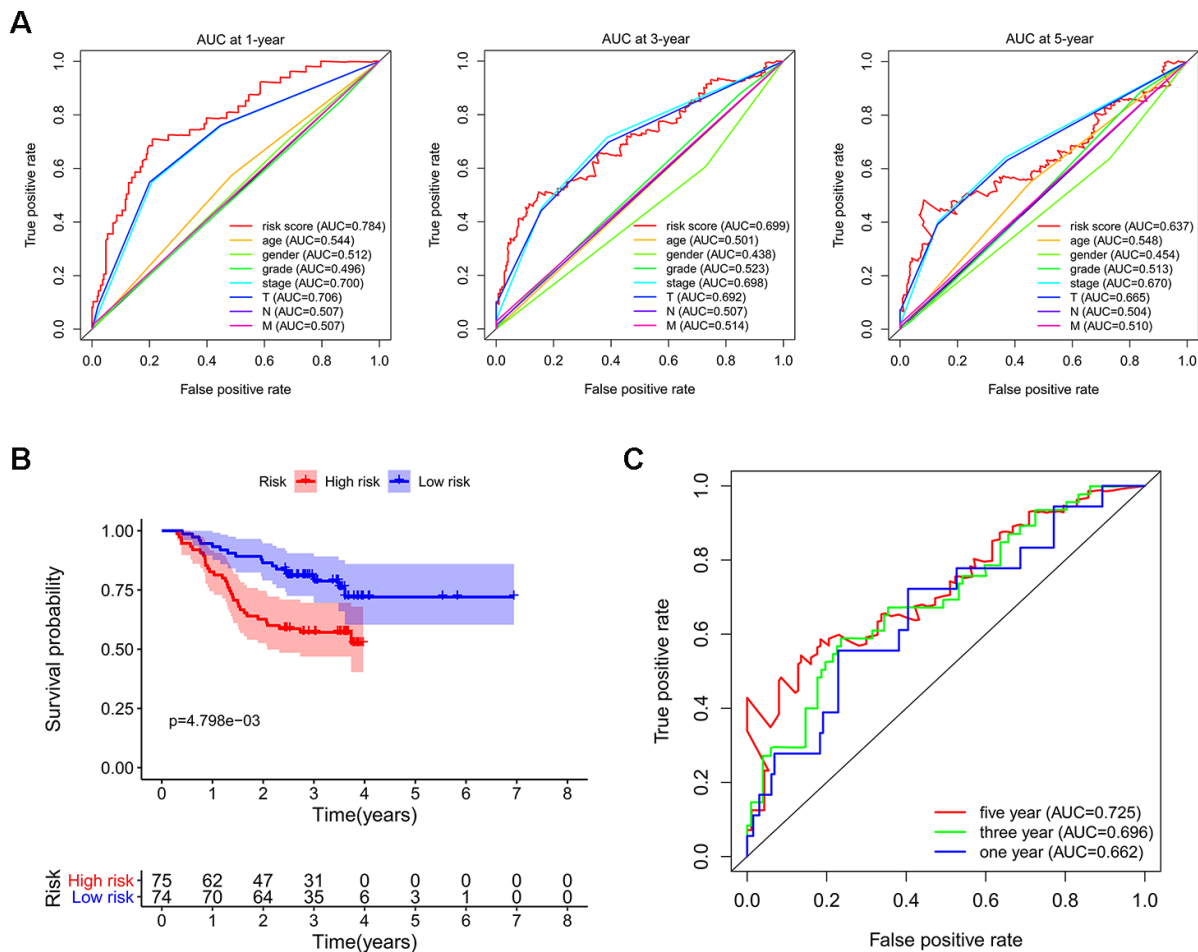 A
AUC at 1-year
True positive rate
1.0
0.8
0.6
0.4
0.2
0.0
risk score (AUC=0.784)
age (AUC=0.544)
gender (AUC=0.512)
grade (AUC=0.496)
stage (AUC=0.700)
T (AUC=0.706)
N (AUC=0.507)
M (AUC=0.507)
0.0 0.2 0.4 0.6 0.8 1.0
False positive rate
AUC at 3-year
True positive rate
1.0
0.8
0.6
0.4
0.2
0.0
risk score (AUC=0.699)
age (AUC=0.501)
gender (AUC=0.438)
grade (AUC=0.523)
stage (AUC=0.698)
T (AUC=0.692)
N (AUC=0.507)
M (AUC=0.514)
0.0 0.2 0.4 0.6 0.8 1.0
False positive rate
AUC at 5-year
True positive rate
1.0
0.8
0.6
0.4
0.2
0.0
risk score (AUC=0.637)
age (AUC=0.548)
gender (AUC=0.454)
grade (AUC=0.513)
stage (AUC=0.670)
T (AUC=0.665)
N (AUC=0.504)
M (AUC=0.510)
0.0 0.2 0.4 0.6 0.8 1.0
False positive rate
B
Risk High risk Low risk
Survival probability
1.00
0.75
0.50
0.25
0.00
p=4.798e−03
0 1 2 3 4 5 6 7 8
Time(years)
Risk
High risk 75 62 47 31 0 0 0 0 0
Low risk 74 70 64 35 6 3 1 0 0
0 1 2 3 4 5 6 7 8
Time(years)
C
True positive rate
1.0
0.8
0.6
0.4
0.2
0.0
five year (AUC=0.725)
three year (AUC=0.696)
one year (AUC=0.662)
0.0 0.2 0.4 0.6 0.8 1.0
False positive rate